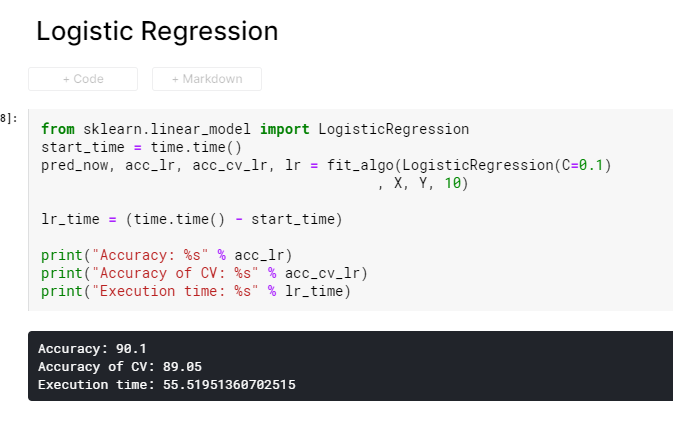 Logistic Regression
+ Code
+ Markdown
8]:
from sklearn.linear_model import LogisticRegression
start_time = time.time()
pred_now, acc_lr, acc_cv_lr, lr = fit_algo(LogisticRegression(C=0.1)
, X, Y, 10)
lr_time = (time.time() - start_time)
print("Accuracy: %s" % acc_lr)
print("Accuracy of CV: %s" % acc_cv_lr)
print("Execution time: %s" % lr_time)
Accuracy: 90.1
Accuracy of CV: 89.05
Execution time: 55.51951360702515